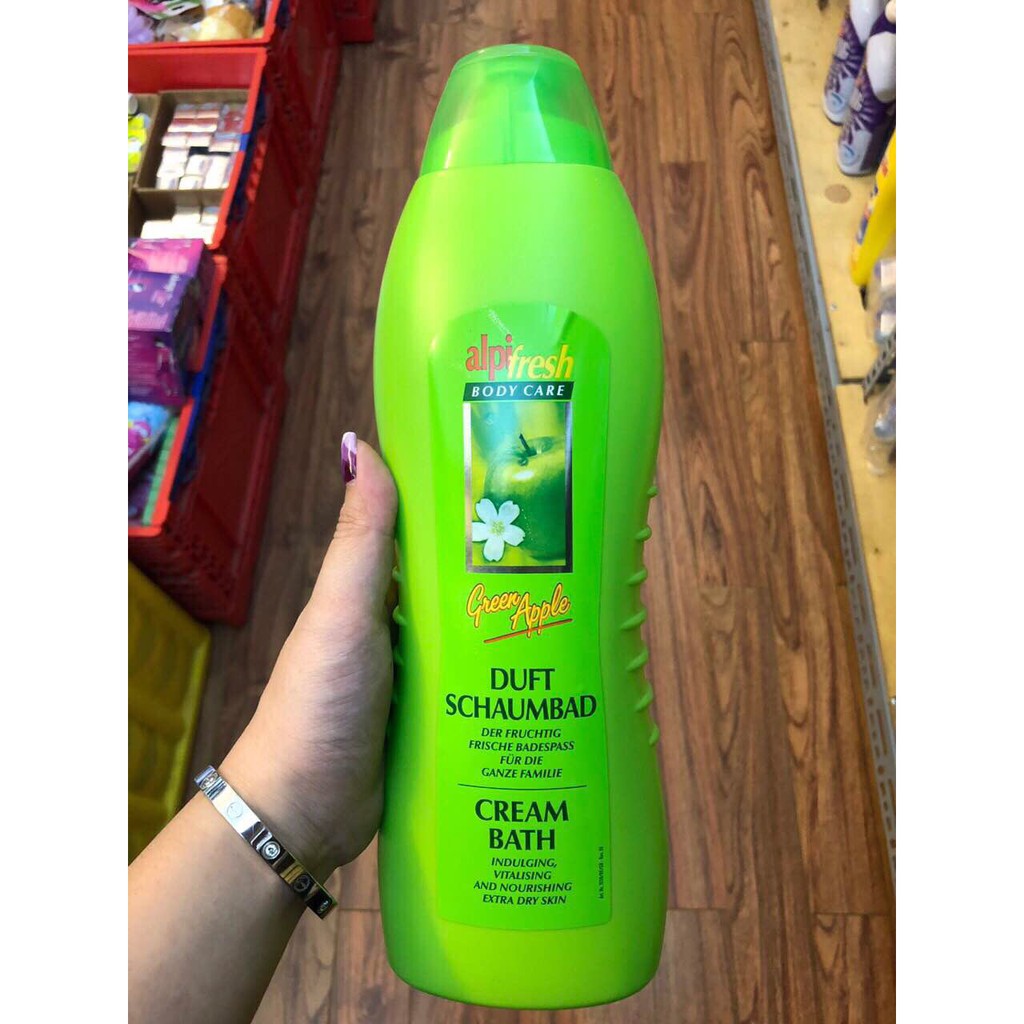 alpifresh
BODY CARE
Green Apple
DUFT
SCHAUMBAD
DER FRUCHTIG
FRISCHE BADESPASS
FÜR DIE
GANZE FAMILIE
CREAM
BATH
INDULGING,
VITALISING
AND NOURISHING
EXTRA DRY SKIN